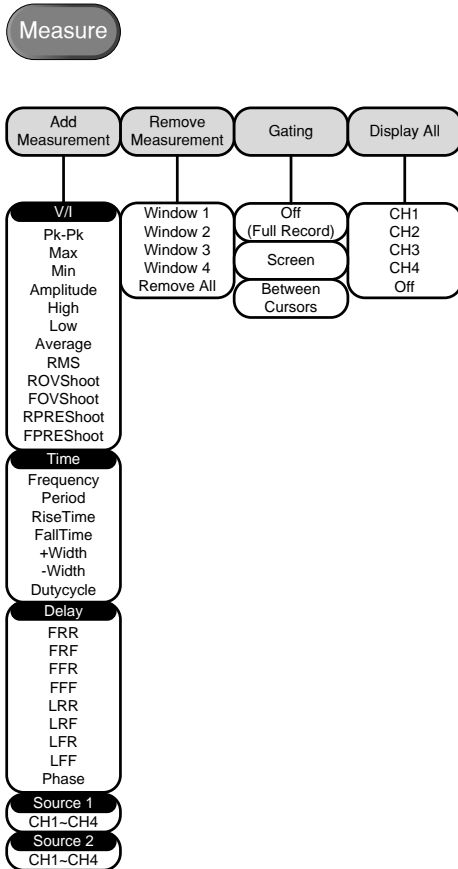 Measure
Add
Measurement
Remove
Measurement
Gating
Display All
V/I
Pk-Pk
Max
Min
Amplitude
High
Low
Average
RMS
ROVShoot
FOVShoot
RPREShoot
FPREShoot
Time
Frequency
Period
RiseTime
FallTime
+Width
-Width
Dutycycle
Delay
FRR
FRF
FFR
FFF
LRR
LRF
LFR
LFF
Phase
Source 1
CH1~CH4
Source 2
CH1~CH4
Window 1
Window 2
Window 3
Window 4
Remove All
Off
(Full Record)
Screen
Between
Cursors
CH1
CH2
CH3
CH4
Off